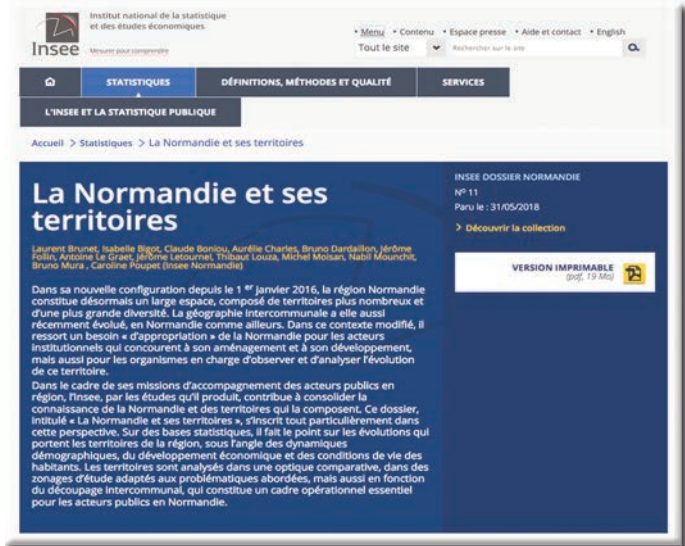 Institut national de la statistique
et des études économiques
Insee
Mesurer pour comprendre
• Menu • Contenu • Espace presse • Aide et contact • English
Tout le site
Rechercher sur le site
STATISTIQUES
DÉFINITIONS, MÉTHODES ET QUALITÉ
SERVICES
L'INSEE ET LA STATISTIQUE PUBLIQUE
Accueil > Statistiques > La Normandie et ses territoires
La Normandie et ses
territoires
Laurent Brunet, Isabelle Bigot, Claude Boniou, Aurélie Charles, Bruno Dardaillon, Jérôme
Follin, Antoine Le Graet, Jérôme Letournel, Thibaut Louza, Michel Moisan, Nabil Mounchit,
Bruno Mura , Caroline Poupet (Insee Normandie)
Dans sa nouvelle configuration depuis le 1 er janvier 2016, la région Normandie
constitue désormais un large espace, composé de territoires plus nombreux et
d'une plus grande diversité. La géographie intercommunale a elle aussi
récemment évolué, en Normandie comme ailleurs. Dans ce contexte modifié, il
ressort un besoin « d'appropriation » de la Normandie pour les acteurs
institutionnels qui concourent à son aménagement et à son développement,
mais aussi pour les organismes en charge d'observer et d'analyser l'évolution
de ce territoire.
Dans le cadre de ses missions d'accompagnement des acteurs publics en
région, l'Insee, par les études qu'il produit, contribue à consolider la
connaissance de la Normandie et des territoires qui la composent. Ce dossier,
intitulé « La Normandie et ses territoires », s'inscrit tout particulièrement dans
cette perspective. Sur des bases statistiques, il fait le point sur les évolutions qui
portent les territoires de la région, sous l'angle des dynamiques
démographiques, du développement économique et des conditions de vie des
habitants. Les territoires sont analysés dans une optique comparative, dans des
zonages d'étude adaptés aux problématiques abordées, mais aussi en fonction
du découpage intercommunal, qui constitue un cadre opérationnel essentiel
pour les acteurs publics en Normandie.
INSEE DOSSIER NORMANDIE
Nº 11
Paru le : 31/05/2018
> Découvrir la collection
VERSION IMPRIMABLE
(pdf, 19 Mo)